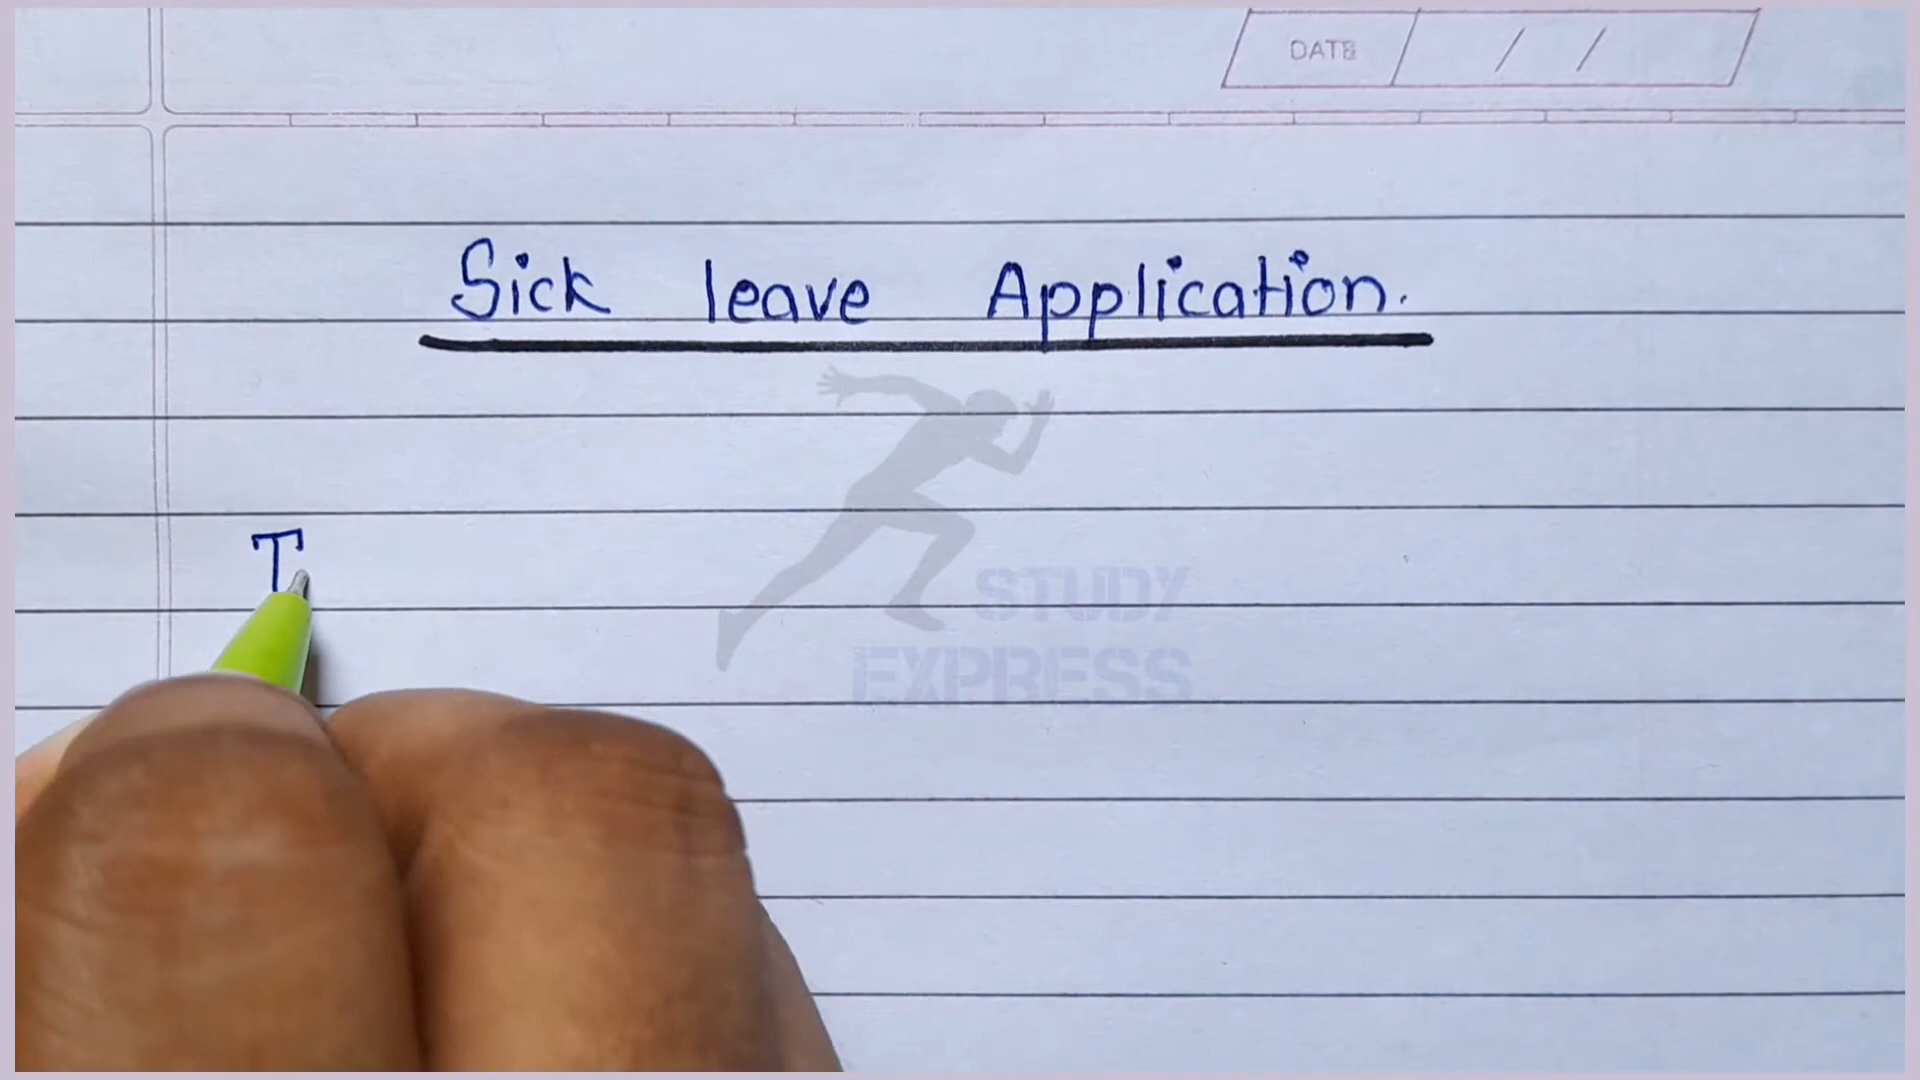 DATE / /
Sick leave Application.
T
STUDY
EXPRESS